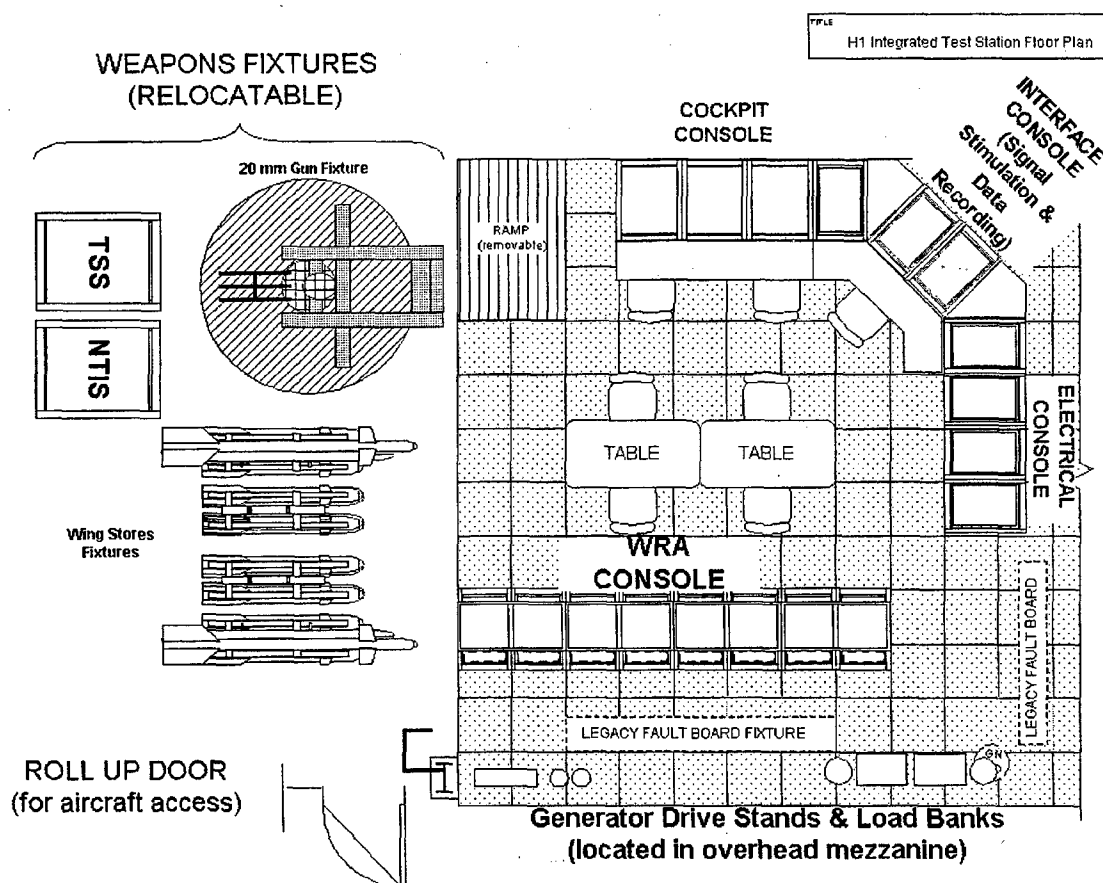 TITLE
H1 Integrated Test Station Floor Plan
WEAPONS FIXTURES
(RELOCATABLE)
20 mm Gun Fixture
TSS
NTIS
Wing Stores
Fixtures
ROLL UP DOOR
(for aircraft access)
COCKPIT
CONSOLE
INTERFACE
CONSOLE
(Signal
Stimulation &
Data
Recording)
RAMP
(removable)
TABLE
TABLE
ELECTRICAL
CONSOLE
WRA
CONSOLE
LEGACY FAULT BOARD
LEGACY FAULT BOARD FIXTURE
Generator Drive Stands & Load Banks
(located in overhead mezzanine)